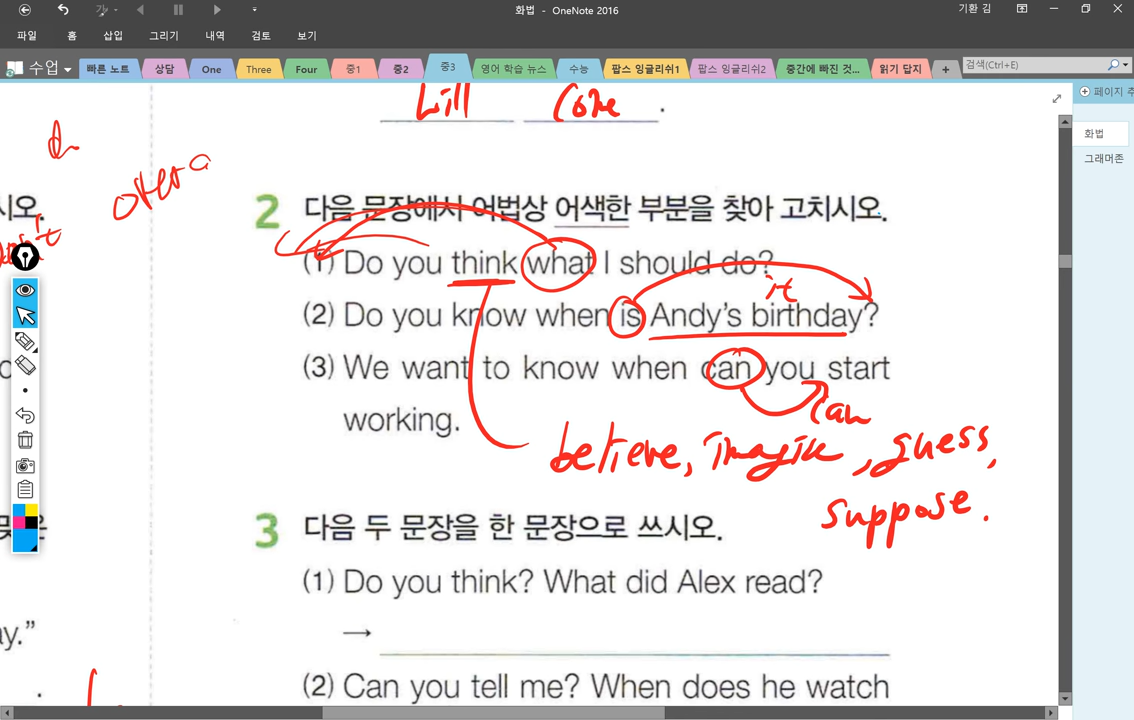 화법 - OneNote 2016
기환 김
파일 홈 삽입 그리기 내역 검토 보기
수업 빠른 노트 상담 One Three Four 중1 중2 중3 영어 학습 뉴스 수능 팝스 잉글리쉬1 팝스 잉글리쉬2 중간에 빠진 것... 읽기 답지 + 검색(Ctrl+E)
페이지 추
화법
그래머존
will come .
시오.
2 다음 문장에서 어법상 어색한 부분을 찾아 고치시오.
(1) Do you think what I should do?
it
(2) Do you know when is Andy's birthday?
(3) We want to know when can you start
can
working.
believe, imagine, guess,
suppose.
3 다음 두 문장을 한 문장으로 쓰시오.
(1) Do you think? What did Alex read?
→
ay."
(2) Can you tell me? When does he watch